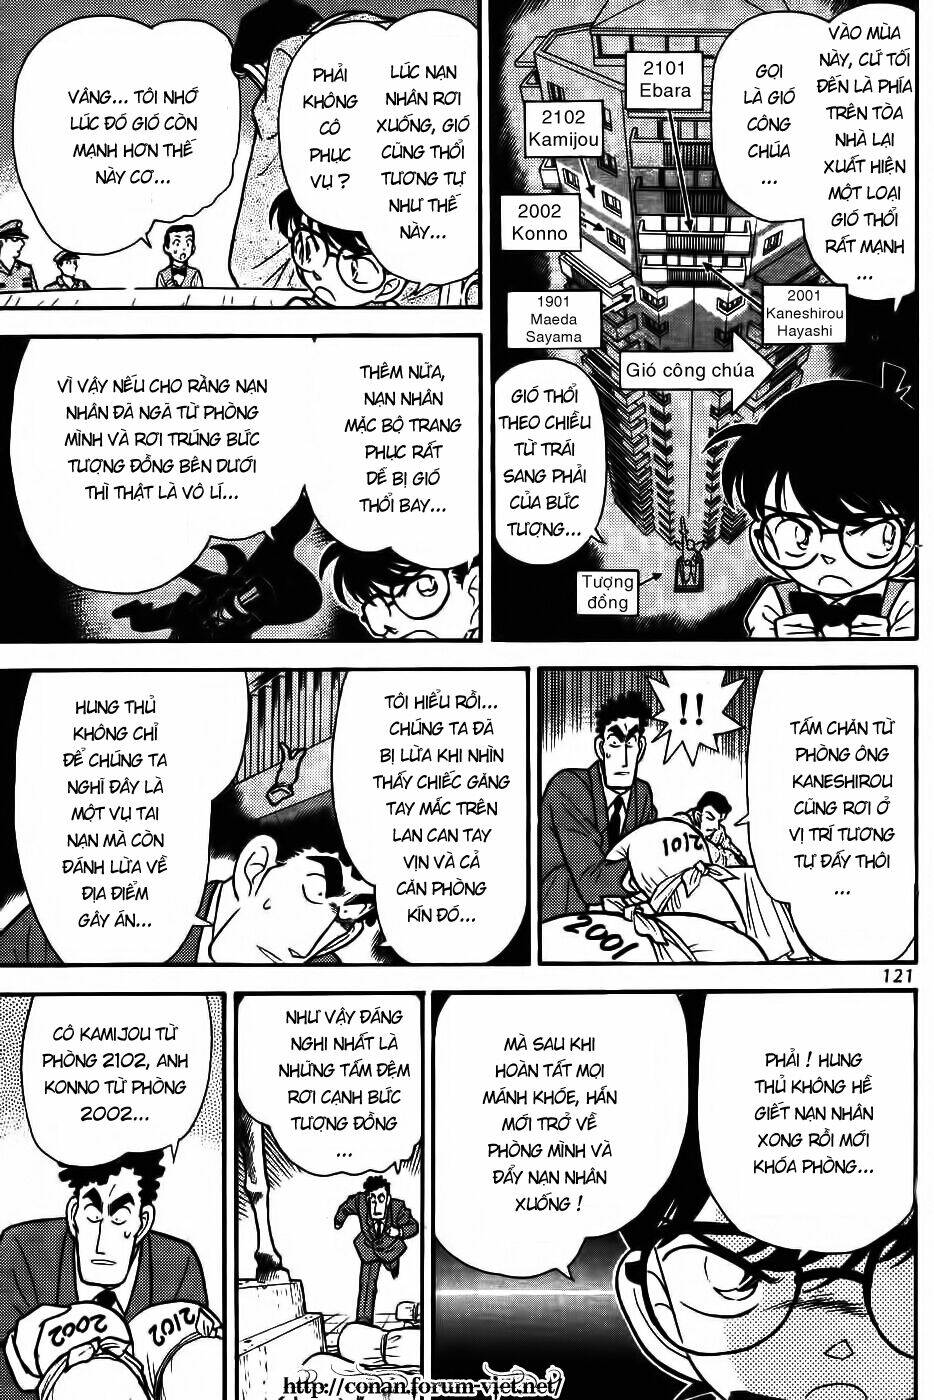 VÀO MÙA
NÀY, CỨ TỐI
ĐẾN LÀ PHÍA
TRÊN TÒA
NHÀ LẠI
XUẤT HIỆN
MỘT LOẠI
GIÓ THỔI
RẤT MẠNH
...
GỌI
LÀ GIÓ
CÔNG
CHÚA
...
2101
Ebara
2102
Kamijou
2002
Konno
1901
Maeda
Sayama
2001
Kaneshirou
Hayashi
Gió công chúa
GIÓ THỔI
THEO CHIỀU
TỪ TRÁI
SANG PHẢI
CỦA BỨC
TƯỢNG...
Tượng
đồng
LÚC NẠN
NHÂN RƠI
XUỐNG, GIÓ
CŨNG THỔI
TƯƠNG TỰ
NHƯ THẾ
NÀY...
PHẢI
KHÔNG
CÔ
PHỤC
VỤ ?
VÂNG... TÔI NHỚ
LÚC ĐÓ GIÓ CÒN
MẠNH HƠN THẾ
NÀY CƠ...
THÊM NỮA,
NẠN NHÂN
MẶC BỘ TRANG
PHỤC RẤT
DỄ BỊ GIÓ
THỔI BAY...
VÌ VẬY NẾU CHO RẰNG NẠN
NHÂN ĐÃ NGÃ TỪ PHÒNG
MÌNH VÀ RƠI TRÚNG BỨC
TƯỢNG ĐỒNG BÊN DƯỚI
THÌ THẬT LÀ VÔ LÍ...
TẤM CHĂN TỪ
PHÒNG ÔNG
KANESHIROU
CŨNG RƠI Ở
VỊ TRÍ TƯƠNG
TỰ ĐẤY THÔI
...
!!
2101
2001
TÔI HIỂU RỒI...
CHÚNG TA ĐÃ
BỊ LỪA KHI NHÌN
THẤY CHIẾC GĂNG
TAY MẮC TRÊN
LAN CAN TAY
VỊN VÀ CẢ
CĂN PHÒNG
KÍN ĐÓ...
HUNG THỦ
KHÔNG CHỈ
ĐỂ CHÚNG TA
NGHĨ ĐÂY LÀ
MỘT VỤ TAI
NẠN MÀ CÒN
ĐÁNH LỪA VỀ
ĐỊA ĐIỂM
GÂY ÁN...
121
PHẢI ! HUNG
THỦ KHÔNG HỀ
GIẾT NẠN NHÂN
XONG RỒI MỚI
KHÓA PHÒNG...
MÀ SAU KHI
HOÀN TẤT MỌI
MÁNH KHÓE, HẮN
MỚI TRỞ VỀ
PHÒNG MÌNH VÀ
ĐẨY NẠN NHÂN
XUỐNG !
NHƯ VẬY ĐÁNG
NGHI NHẤT LÀ
NHỮNG TẤM ĐỆM
RƠI CẠNH BỨC
TƯỢNG ĐỒNG
...
CÔ KAMIJOU TỪ
PHÒNG 2102, ANH
KONNO TỪ PHÒNG
2002...
2002
2102
http://conan.forum-viet.net/